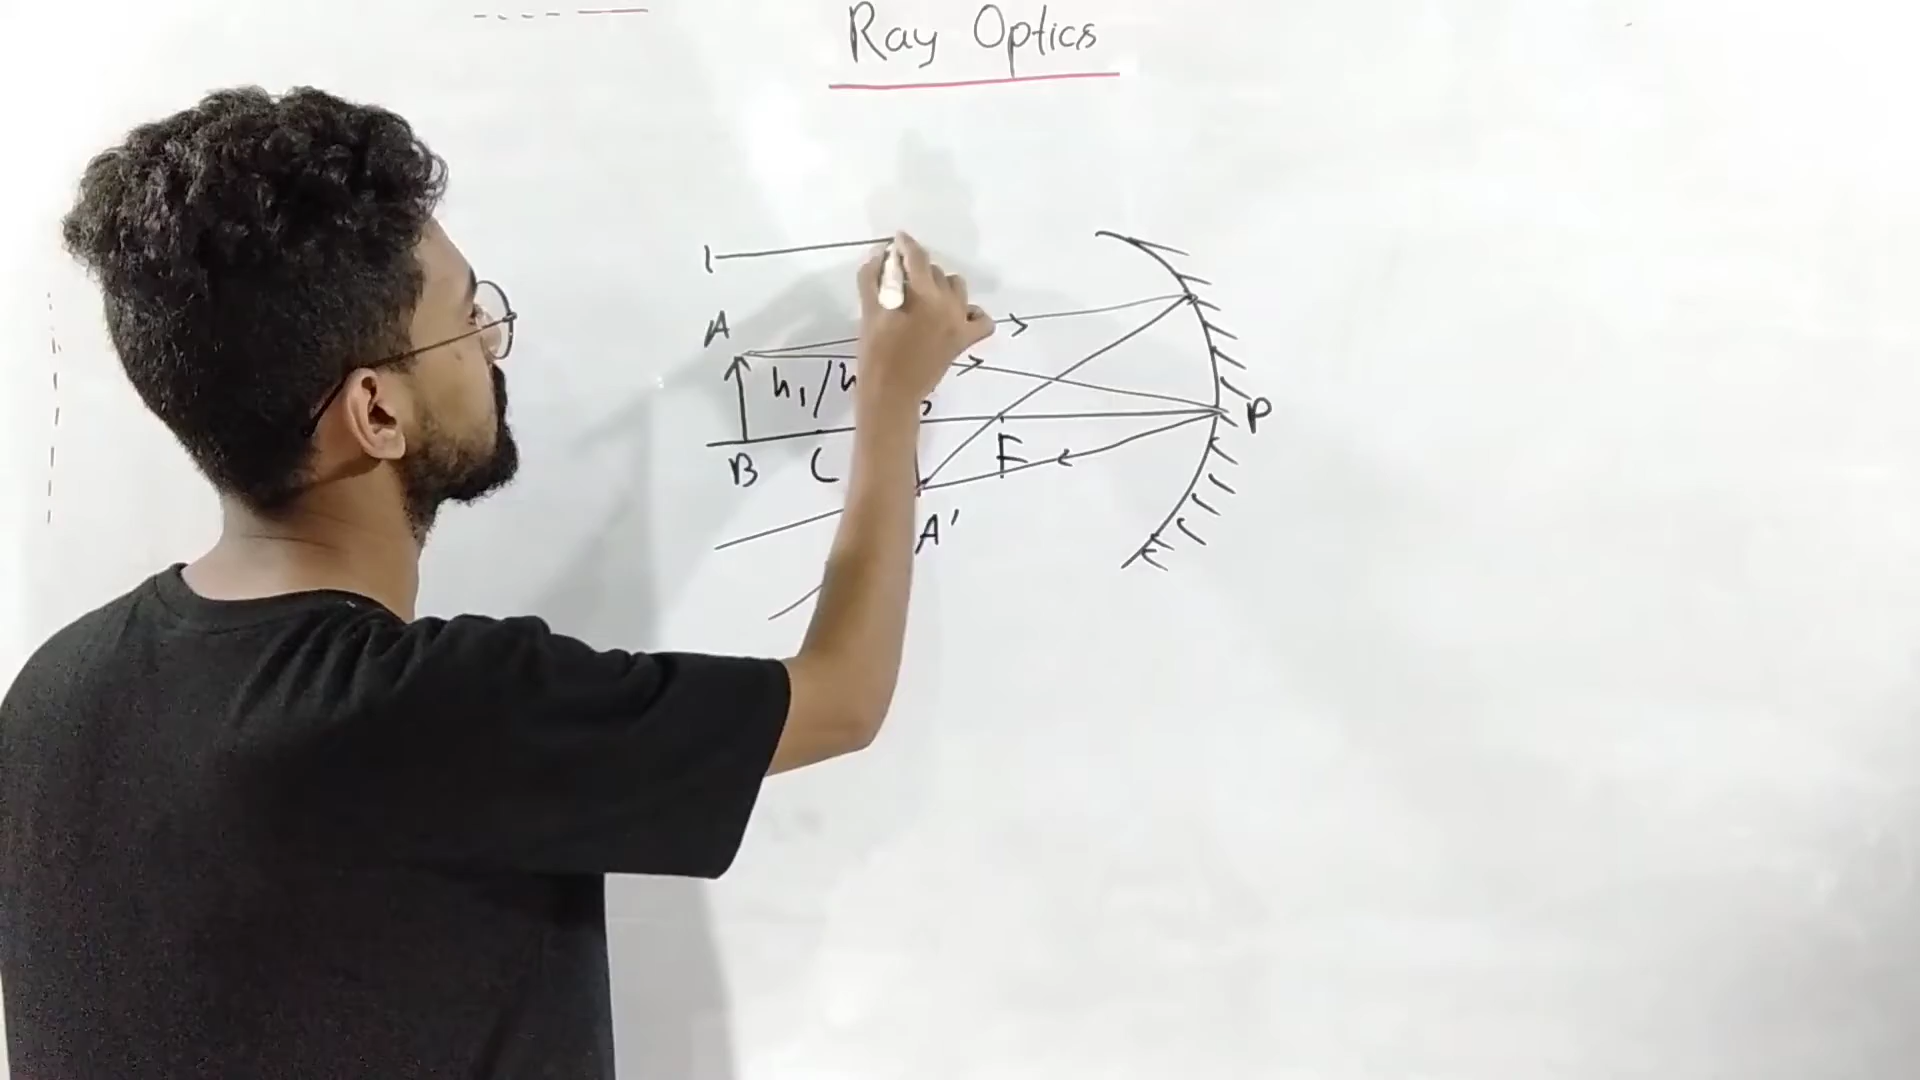 Ray Optics
A
h₁/h
P
B C F
A'